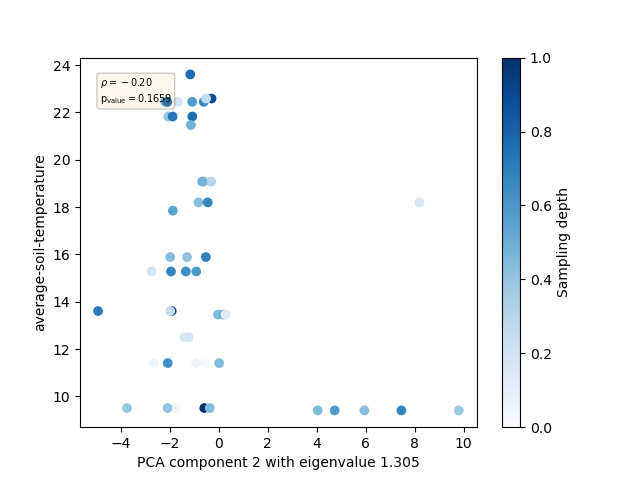 ρ = −0.20
pvalue = 0.1659
24
22
20
18
16
14
12
10
average-soil-temperature
−4 −2 0 2 4 6 8 10
PCA component 2 with eigenvalue 1.305
1.0
0.8
0.6
0.4
0.2
0.0
Sampling depth